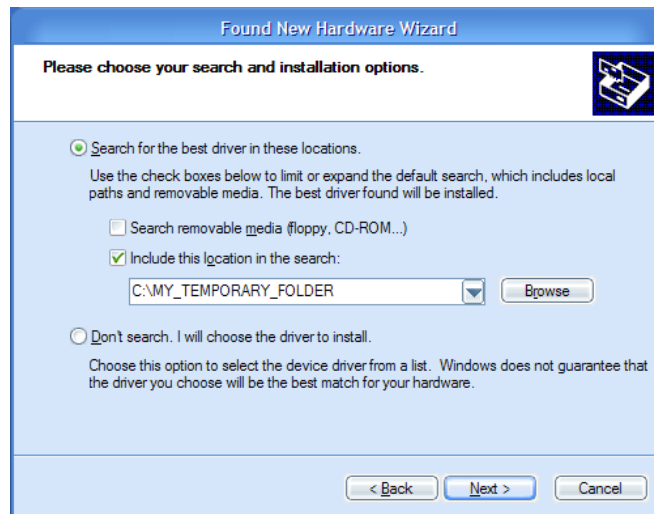 Found New Hardware Wizard
Please choose your search and installation options.
Search for the best driver in these locations.
Use the check boxes below to limit or expand the default search, which includes local
paths and removable media. The best driver found will be installed.
Search removable media (floppy, CD-ROM...)
Include this location in the search:
C:\MY_TEMPORARY_FOLDER
Browse
Don't search. I will choose the driver to install.
Choose this option to select the device driver from a list. Windows does not guarantee that
the driver you choose will be the best match for your hardware.
< Back
Next >
Cancel